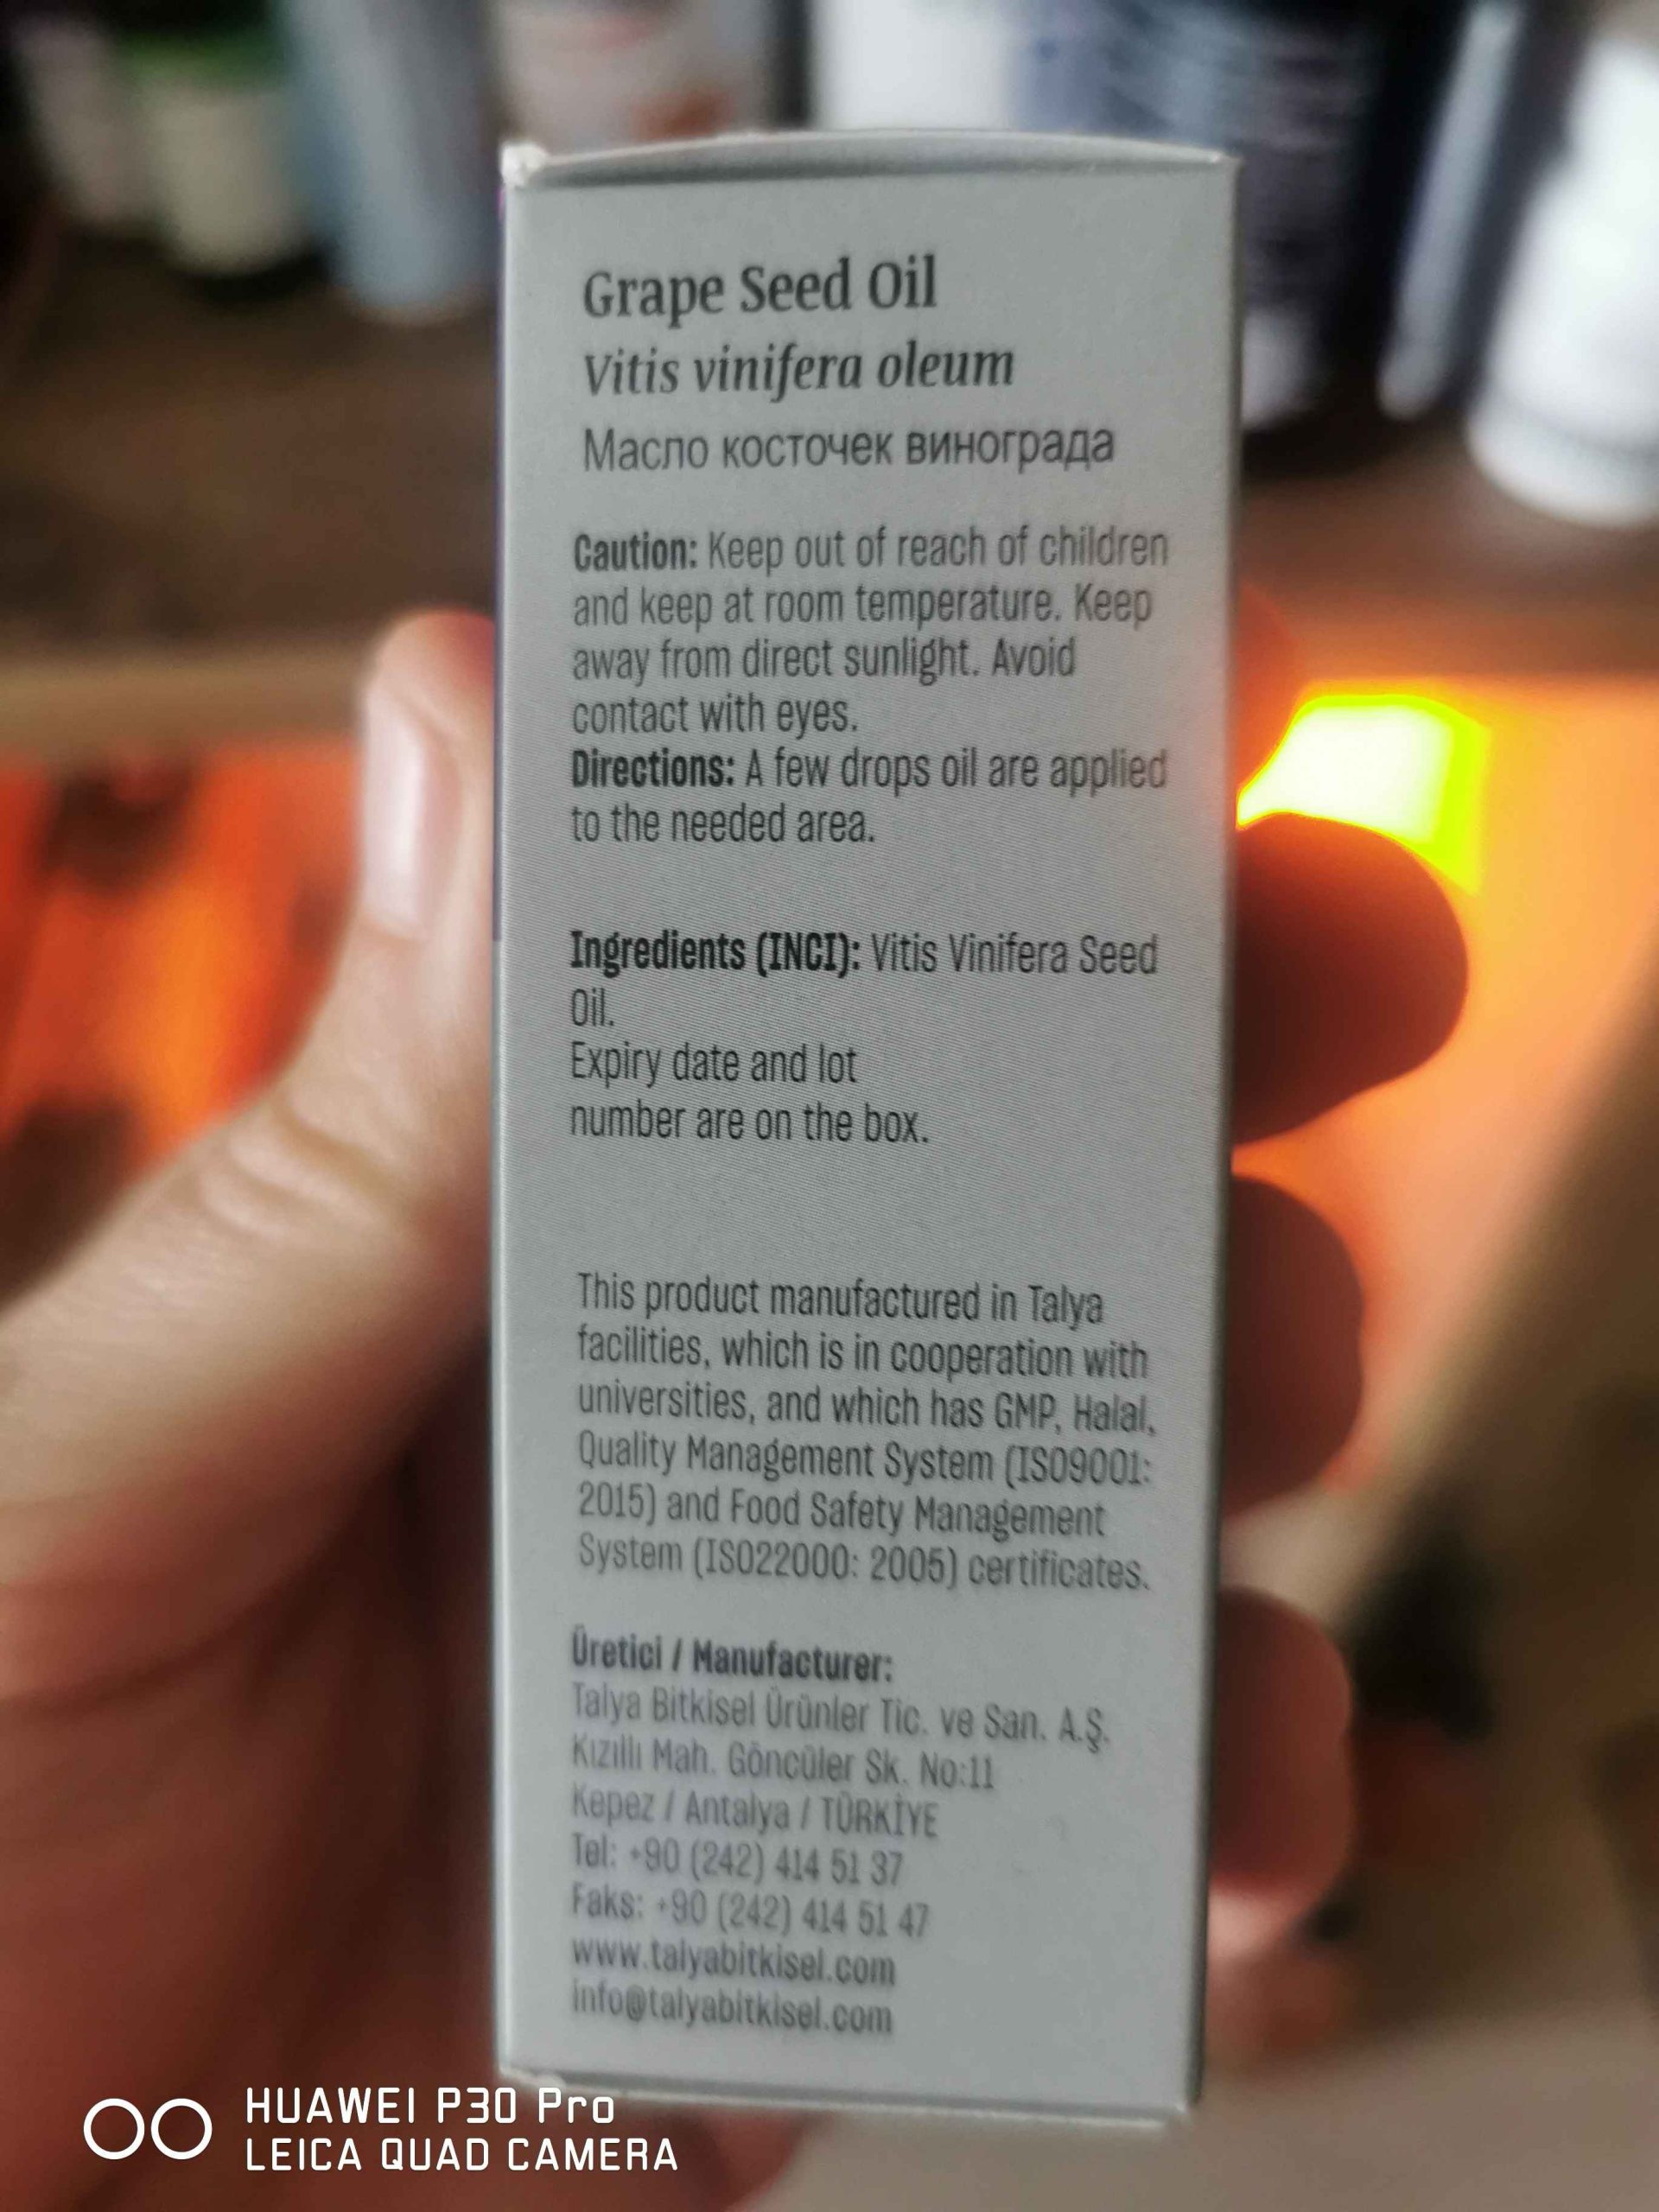 Grape Seed Oil
Vitis vinifera oleum
Масло косточек винограда
Caution: Keep out of reach of children
and keep at room temperature. Keep
away from direct sunlight. Avoid
contact with eyes.
Directions: A few drops oil are applied
to the needed area.
Ingredients (INCI): Vitis Vinifera Seed
Oil.
Expiry date and lot
number are on the box.
This product manufactured in Talya
facilities, which is in cooperation with
universities, and which has GMP, Halal,
Quality Management System (ISO9001:
2015) and Food Safety Management
System (ISO22000: 2005) certificates.
Üretici / Manufacturer:
Talya Bitkisel Ürünler Tic. ve San. A.Ş.
Kızıllı Mah. Göncüler Sk. No:11
Kepez / Antalya / TÜRKİYE
Tel: +90 (242) 414 51 37
Faks: +90 (242) 414 51 47
www.talyabitkisel.com
info@talyabitkisel.com
HUAWEI P30 Pro
LEICA QUAD CAMERA